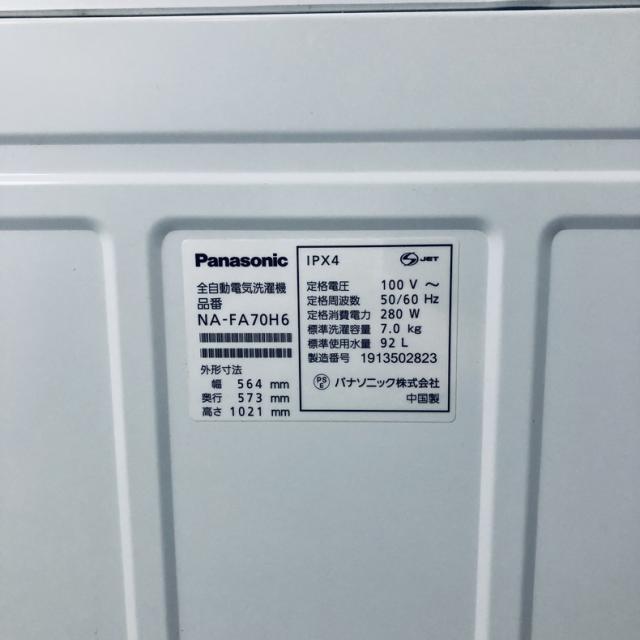 Panasonic
全自動電気洗濯機
品番
NA-FA70H6
外形寸法
幅 564 mm
奥行 573 mm
高さ 1021 mm
IPX4
S JET
定格電圧 100 V ~
定格周波数 50/60 Hz
定格消費電力 280 W
標準洗濯容量 7.0 kg
標準使用水量 92 L
製造番号 1913502823
PSE パナソニック株式会社
中国製